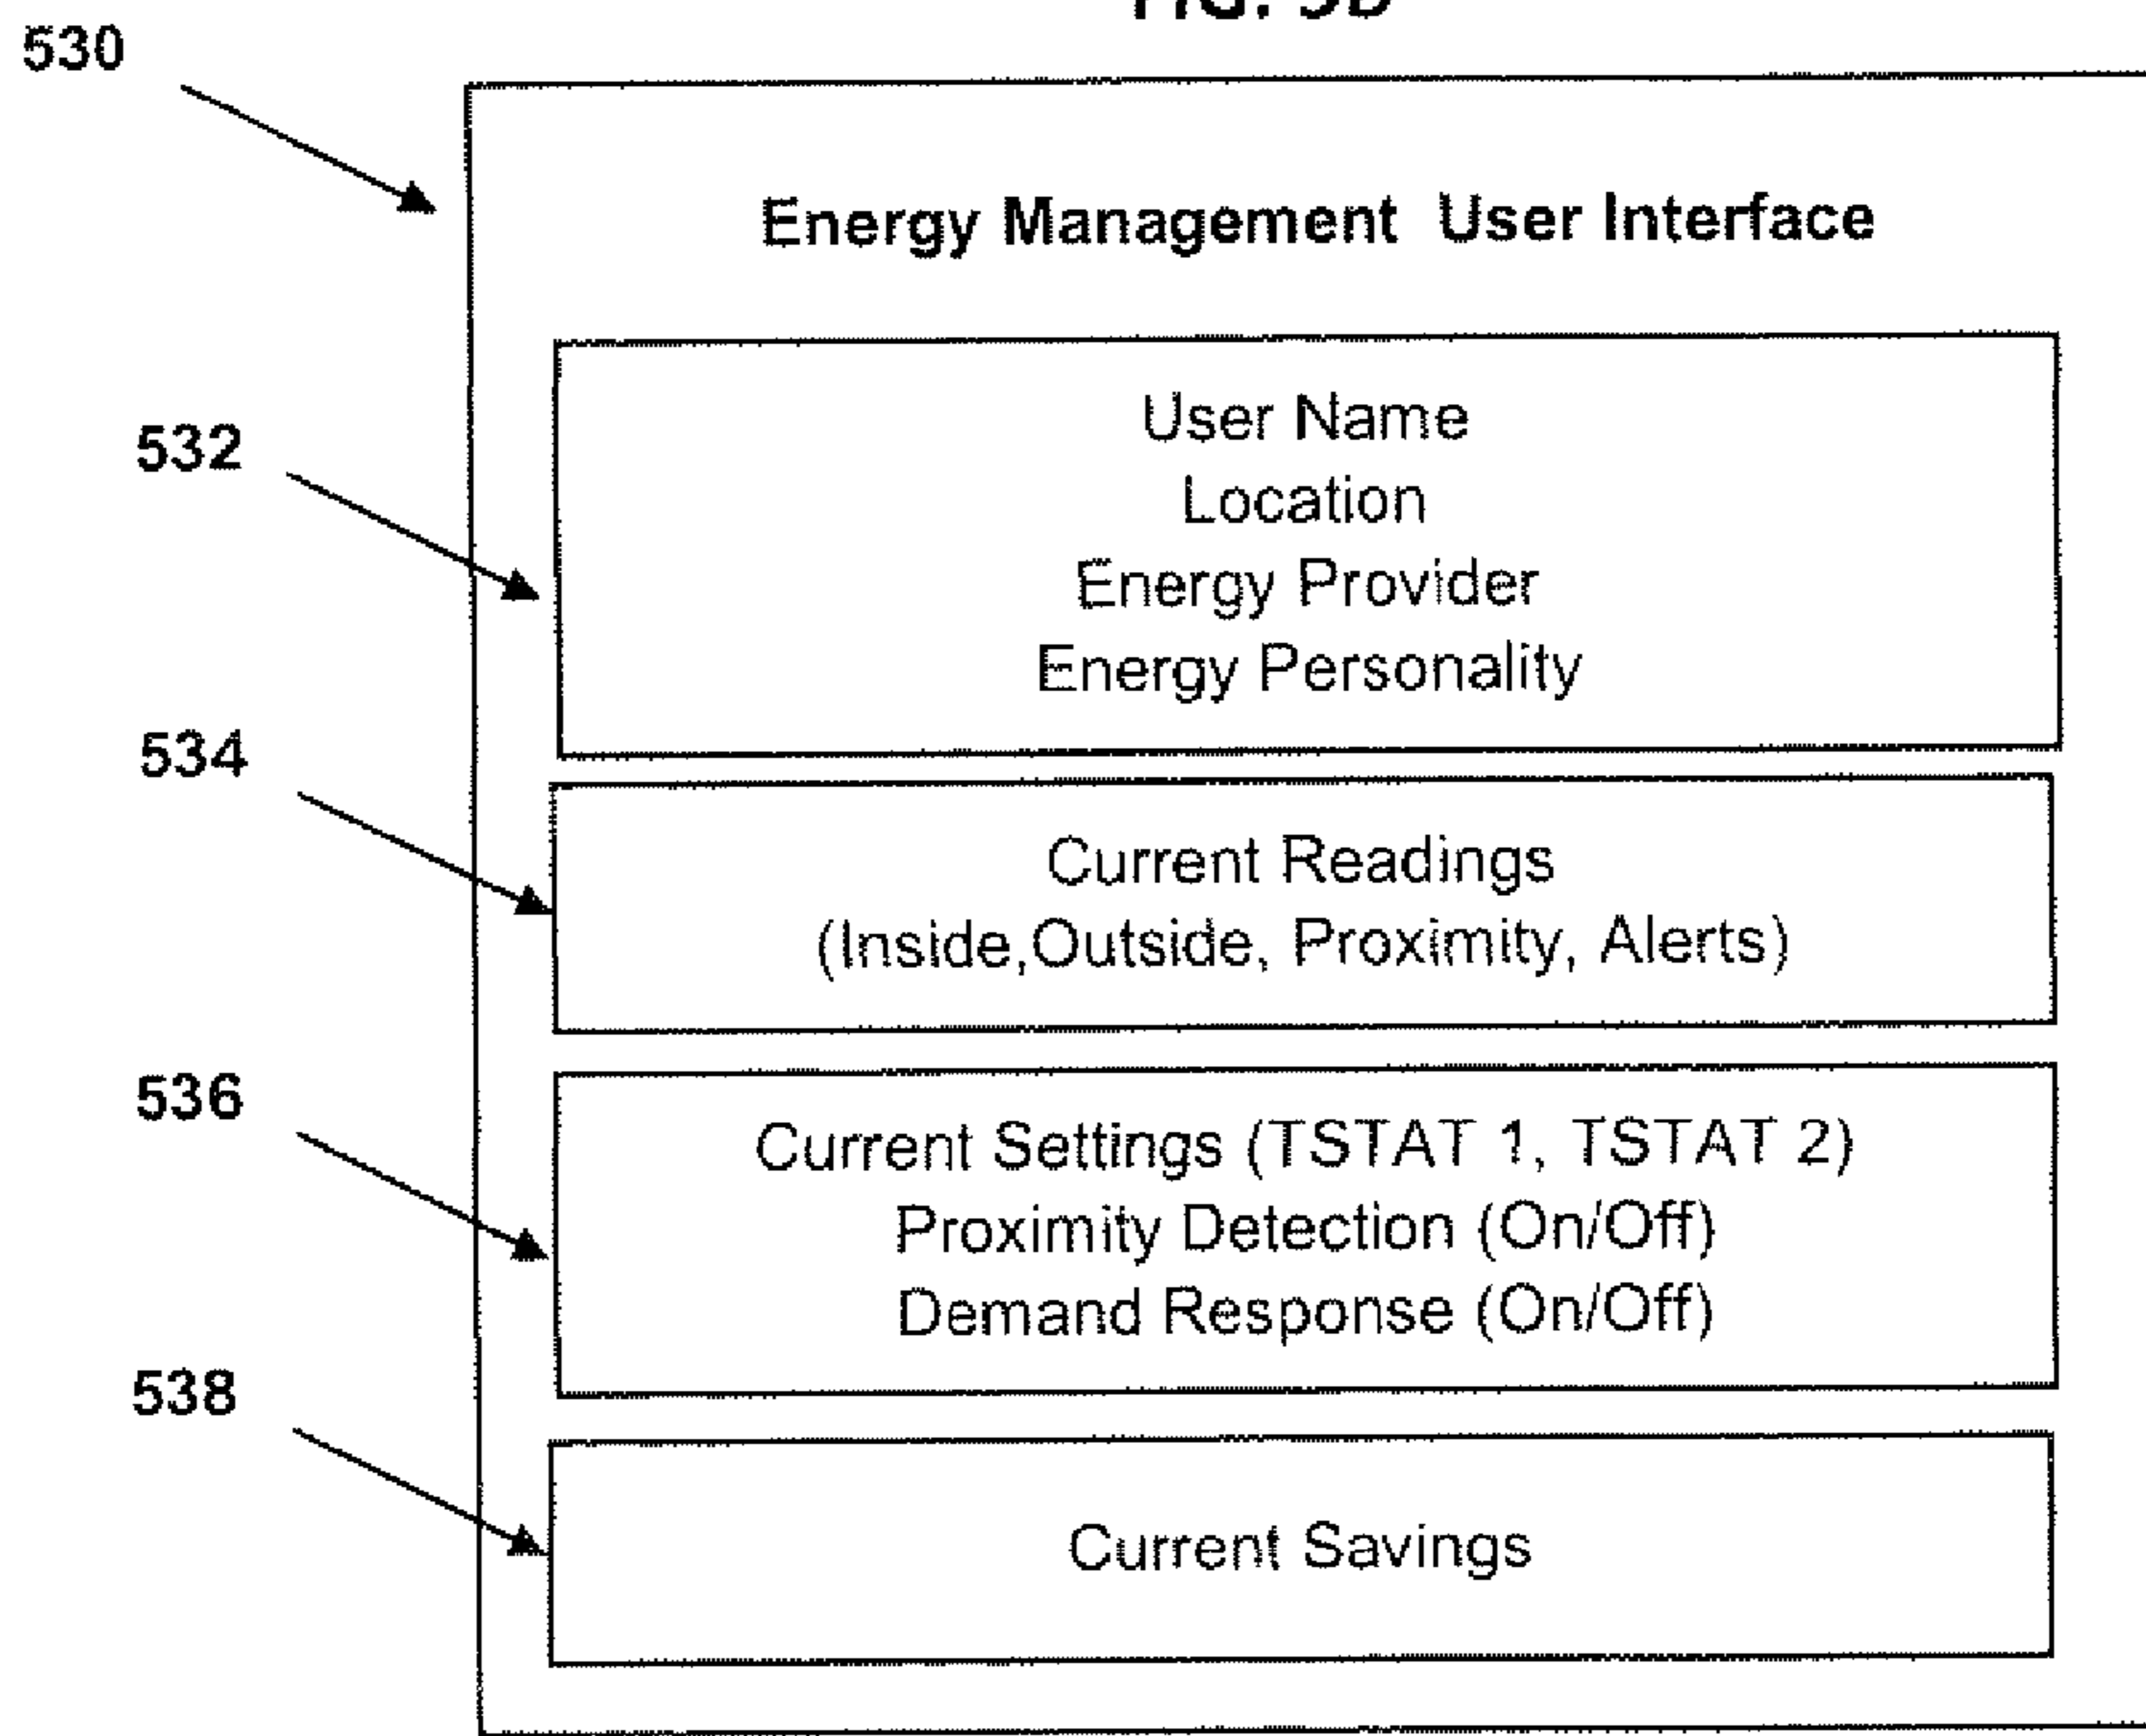 530
Energy Management User Interface
532
User Name
Location
Energy Provider
Energy Personality
534
Current Readings
(Inside,Outside, Proximity, Alerts)
536
Current Settings (TSTAT 1, TSTAT 2)
Proximity Detection (On/Off)
Demand Response (On/Off)
538
Current Savings